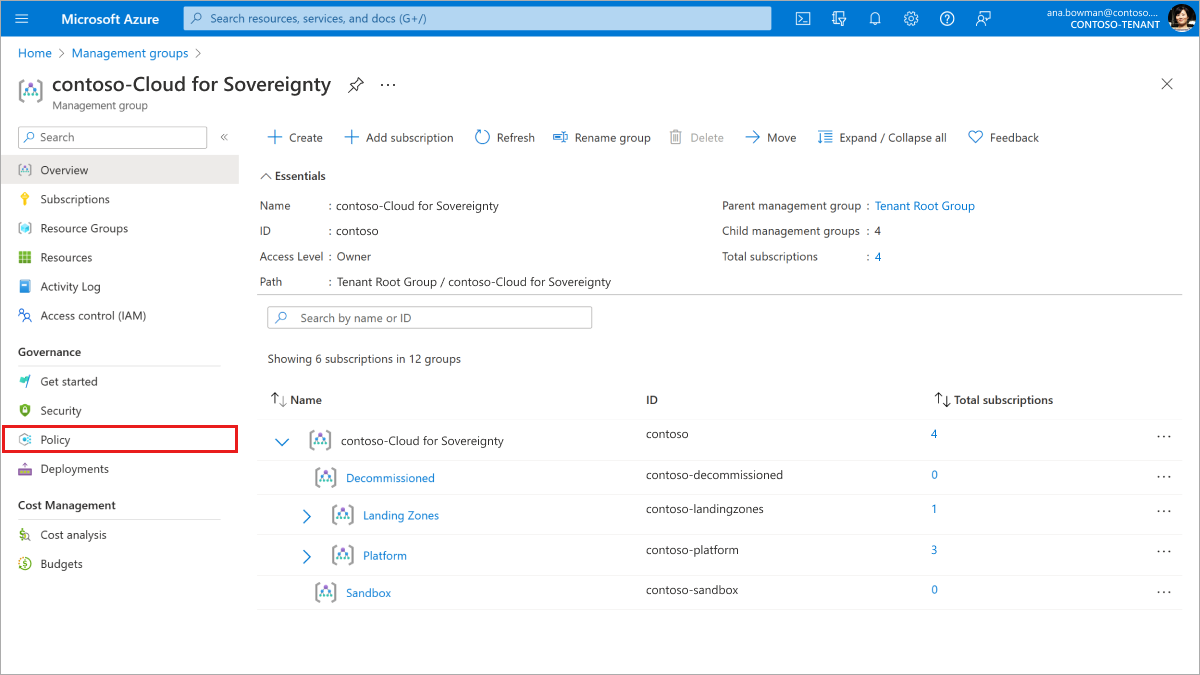 Microsoft Azure
Search resources, services, and docs (G+/)
ana.bowman@contoso....
CONTOSO-TENANT
Home > Management groups >
contoso-Cloud for Sovereignty ...
Management group
Search «
Overview
Subscriptions
Resource Groups
Resources
Activity Log
Access control (IAM)
Governance
Get started
Security
Policy
Deployments
Cost Management
Cost analysis
Budgets
Create Add subscription Refresh Rename group Delete Move Expand / Collapse all Feedback
Essentials
Name : contoso-Cloud for Sovereignty
ID : contoso
Access Level : Owner
Path : Tenant Root Group / contoso-Cloud for Sovereignty
Parent management group : Tenant Root Group
Child management groups : 4
Total subscriptions : 4
Search by name or ID
Showing 6 subscriptions in 12 groups
Name ID Total subscriptions
contoso-Cloud for Sovereignty contoso 4 ...
Decommissioned contoso-decommissioned 0 ...
Landing Zones contoso-landingzones 1 ...
Platform contoso-platform 3 ...
Sandbox contoso-sandbox 0 ...